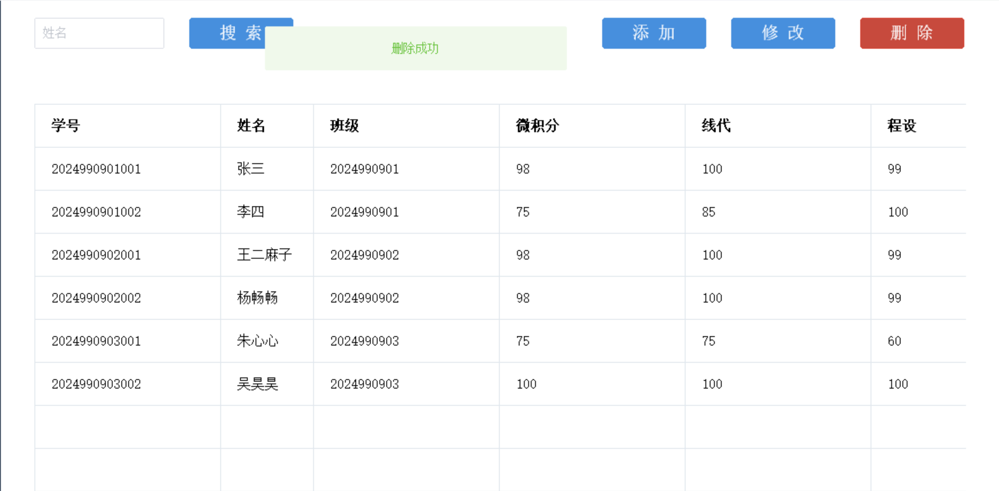 姓名 搜 索 添 加 修 改 删 除
删除成功
学号 姓名 班级 微积分 线代 程设
2024990901001 张三 2024990901 98 100 99
2024990901002 李四 2024990901 75 85 100
2024990902001 王二麻子 2024990902 98 100 99
2024990902002 杨畅畅 2024990902 98 100 99
2024990903001 朱心心 2024990903 75 75 60
2024990903002 吴昊昊 2024990903 100 100 100